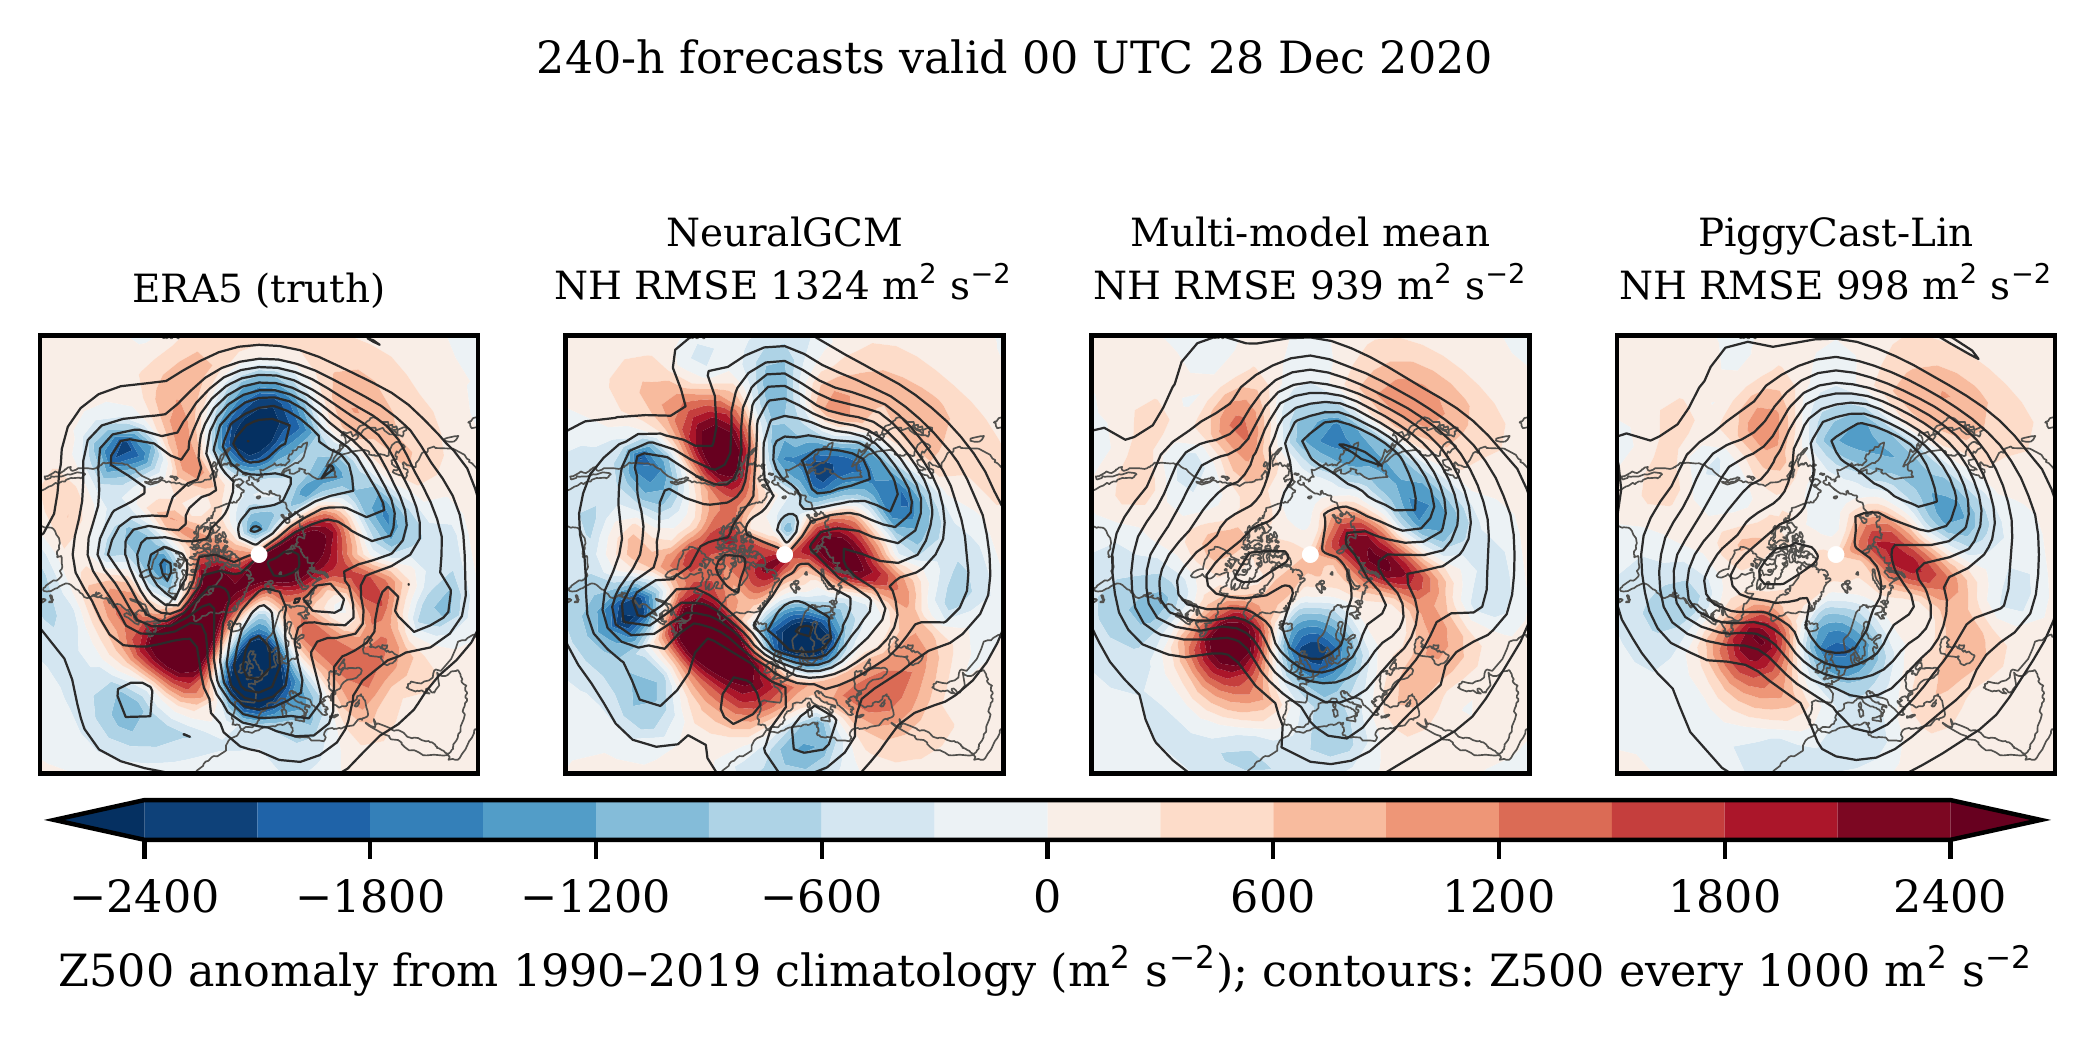 240-h forecasts valid 00 UTC 28 Dec 2020
ERA5 (truth)
NeuralGCM
NH RMSE 1324 m² s⁻²
Multi-model mean
NH RMSE 939 m² s⁻²
PiggyCast-Lin
NH RMSE 998 m² s⁻²
−2400 −1800 −1200 −600 0 600 1200 1800 2400
Z500 anomaly from 1990–2019 climatology (m² s⁻²); contours: Z500 every 1000 m² s⁻²